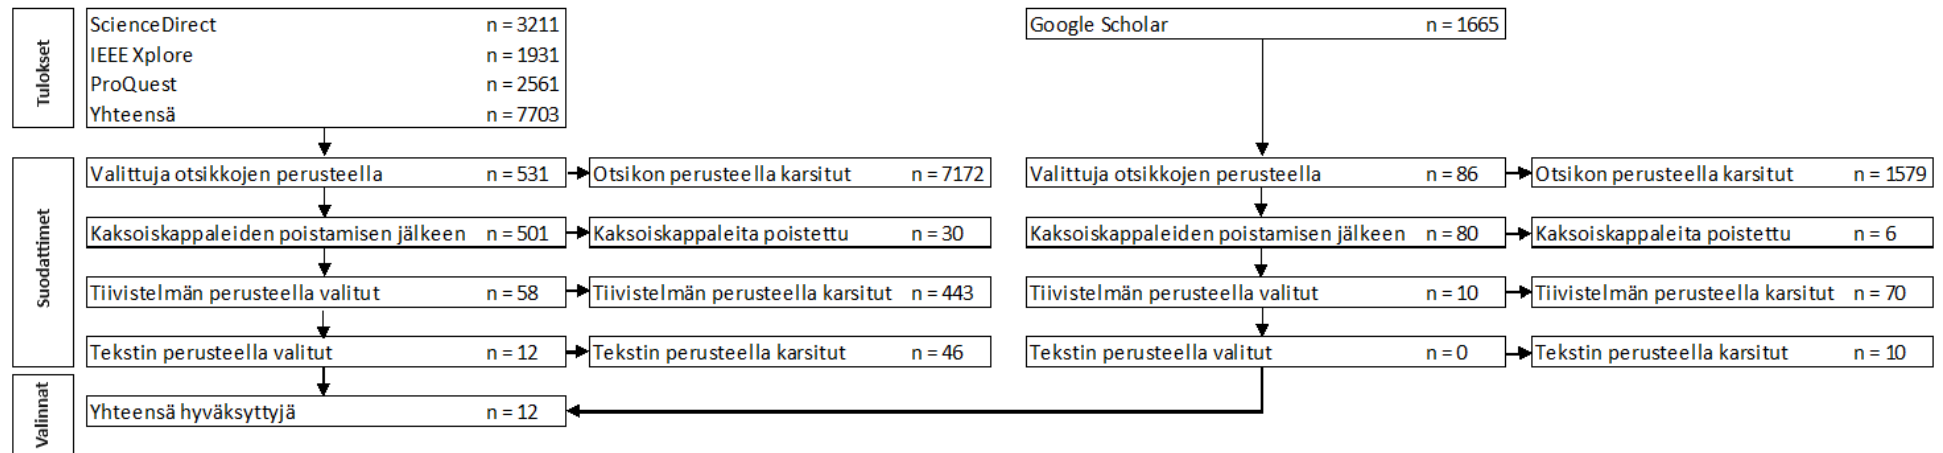 Tulokset
ScienceDirect n = 3211
IEEE Xplore n = 1931
ProQuest n = 2561
Yhteensä n = 7703
Google Scholar n = 1665
Suodattimet
Valittuja otsikkojen perusteella n = 531
Otsikon perusteella karsitut n = 7172
Valittuja otsikkojen perusteella n = 86
Otsikon perusteella karsitut n = 1579
Kaksoiskappaleiden poistamisen jälkeen n = 501
Kaksoiskappaleita poistettu n = 30
Kaksoiskappaleiden poistamisen jälkeen n = 80
Kaksoiskappaleita poistettu n = 6
Tiivistelmän perusteella valitut n = 58
Tiivistelmän perusteella karsitut n = 443
Tiivistelmän perusteella valitut n = 10
Tiivistelmän perusteella karsitut n = 70
Tekstin perusteella valitut n = 12
Tekstin perusteella karsitut n = 46
Tekstin perusteella valitut n = 0
Tekstin perusteella karsitut n = 10
Valinnat
Yhteensä hyväksyttyjä n = 12